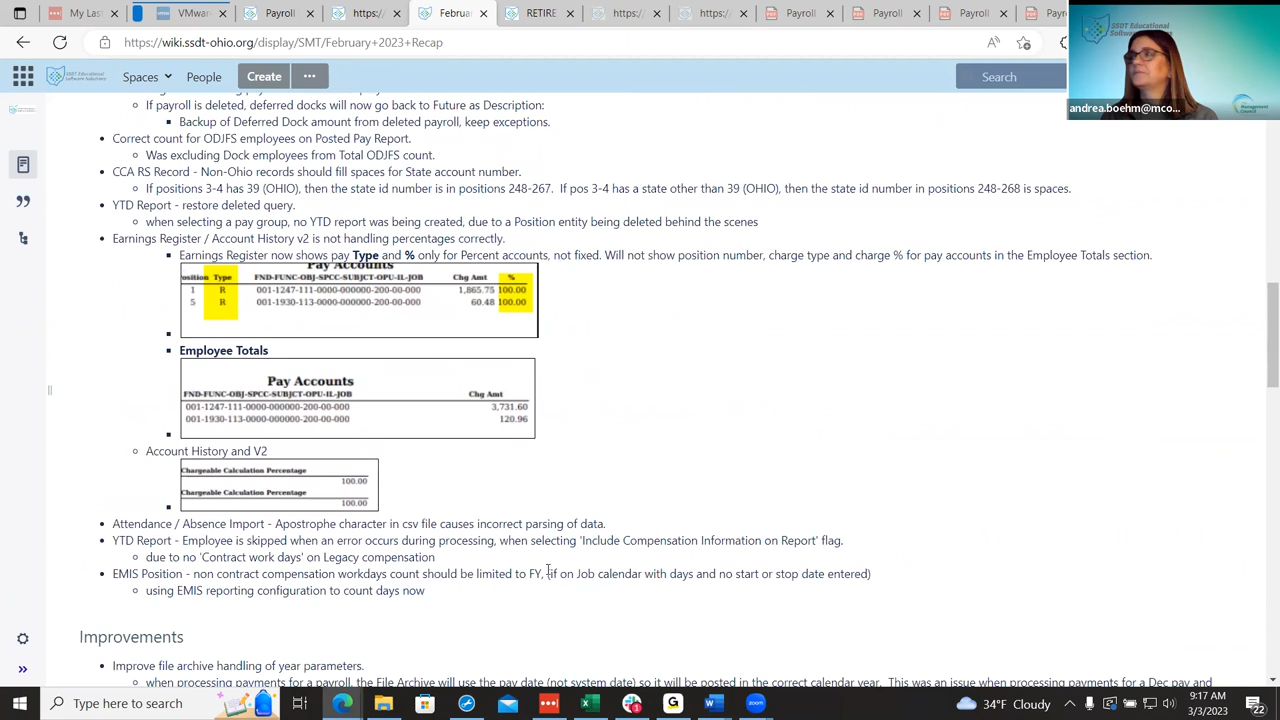 Februar
RETIRE
https:/
https:/
https:/
Payroll
Payroll
Payroll
Payrc
https://wiki.ssdt-ohio.org/display/SMT/February+2023+Recap
SSDT Educational
Software Solutions
Spaces
People
Create
Search
andrea.boehm@mco...
Management
Council
If payroll is deleted, deferred docks will now go back to Future as Description:
Correct count for ODJFS employees on Posted Pay Report.
Was excluding Dock employees from Total ODJFS count.
CCA RS Record - Non-Ohio records should fill spaces for State account number.
If positions 3-4 has 39 (OHIO), then the state id number is in positions 248-267. If pos 3-4 has a state other than 39 (OHIO), then the state id number in positions 248-268 is spaces.
YTD Report - restore deleted query.
when selecting a pay group, no YTD report was being created, due to a Position entity being deleted behind the scenes
Earnings Register / Account History v2 is not handling percentages correctly.
Earnings Register now shows pay Type and % only for Percent accounts, not fixed. Will not show position number, charge type and charge % for pay accounts in the Employee Totals section.
Pay Accounts
osition Type FND-FUNC-OBJ-SPCC-SUBJCT-OPU-IL-JOB Chg Amt %
1 R 001-1247-111-0000-000000-200-00-000 1,865.75 100.00
5 R 001-1930-113-0000-000000-200-00-000 60.48 100.00
Employee Totals
Pay Accounts
FND-FUNC-OBJ-SPCC-SUBJCT-OPU-IL-JOB Chg Amt
001-1247-111-0000-000000-200-00-000 3,731.60
001-1930-113-0000-000000-200-00-000 120.96
Account History and V2
Chargeable Calculation Percentage
100.00
Chargeable Calculation Percentage
100.00
Attendance / Absence Import - Apostrophe character in csv file causes incorrect parsing of data.
YTD Report - Employee is skipped when an error occurs during processing, when selecting 'Include Compensation Information on Report' flag.
due to no 'Contract work days' on Legacy compensation
EMIS Position - non contract compensation workdays count should be limited to FY, (if on Job calendar with days and no start or stop date entered)
using EMIS reporting configuration to count days now
Improvements
Improve file archive handling of year parameters.
when processing payments for a payroll, the File Archive will use the pay date (not system date) so it will be posted in the correct calendar year. This was an issue when processing payments for a Dec pay and
Type here to search
34°F Cloudy
9:17 AM
3/3/2023
22